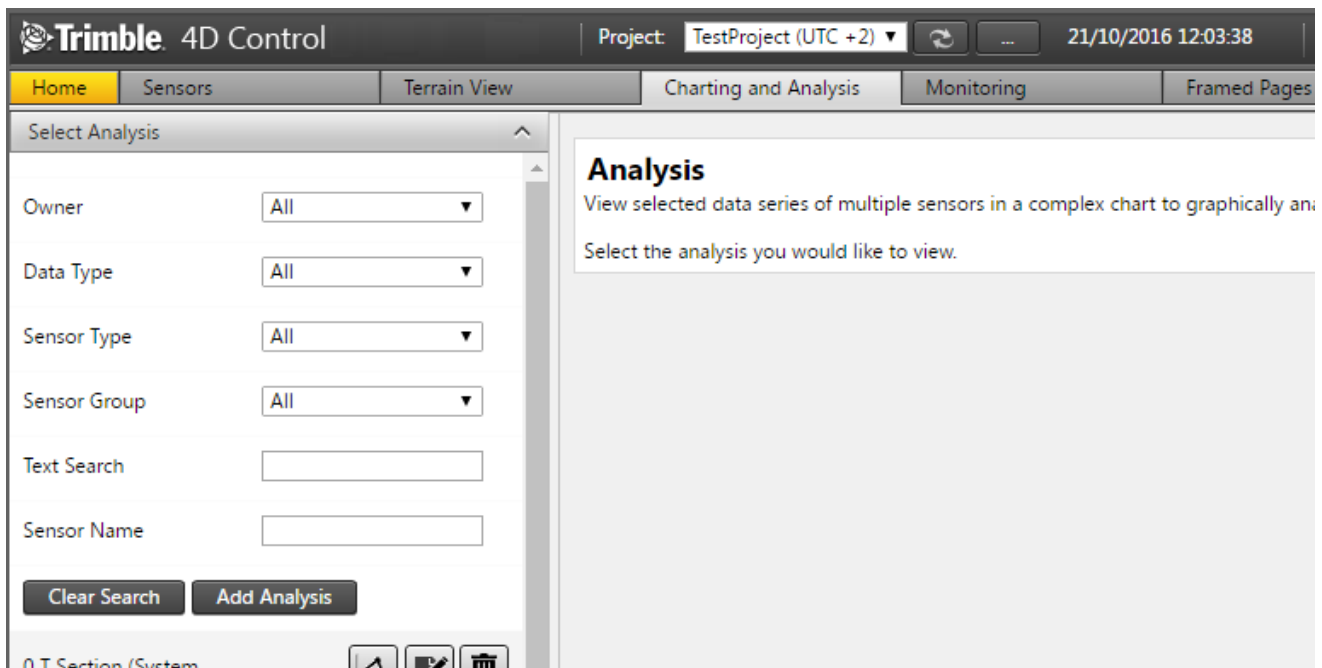 Trimble. 4D Control
Project: TestProject (UTC +2) ... 21/10/2016 12:03:38
Home Sensors Terrain View Charting and Analysis Monitoring Framed Pages
Select Analysis
Analysis
View selected data series of multiple sensors in a complex chart to graphically
Select the analysis you would like to view.
Owner All
Data Type All
Sensor Type All
Sensor Group All
Text Search
Sensor Name
Clear Search Add Analysis
0 T Section (System